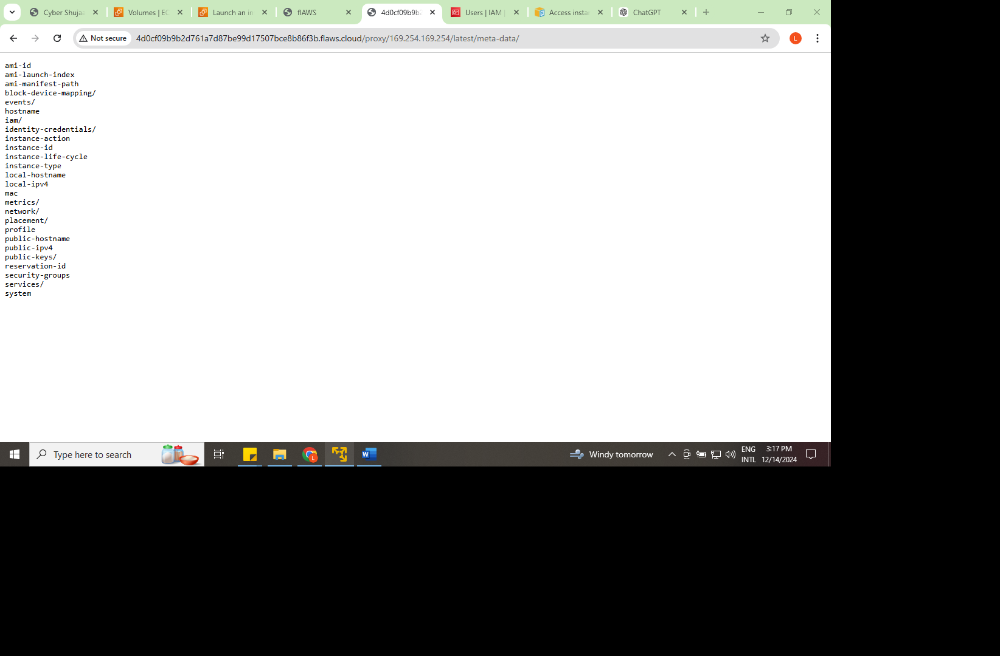 Cyber Shujaa
Volumes | EC
Launch an in
flAWS
4d0cf09b9b2
Users | IAM |
Access instan
ChatGPT
Not secure
4d0cf09b9b2d761a7d87be99d17507bce8b86f3b.flaws.cloud/proxy/169.254.169.254/latest/meta-data/
L
ami-id
ami-launch-index
ami-manifest-path
block-device-mapping/
events/
hostname
iam/
identity-credentials/
instance-action
instance-id
instance-life-cycle
instance-type
local-hostname
local-ipv4
mac
metrics/
network/
placement/
profile
public-hostname
public-ipv4
public-keys/
reservation-id
security-groups
services/
system
Type here to search
L
W
Windy tomorrow
ENG
INTL
3:17 PM
12/14/2024